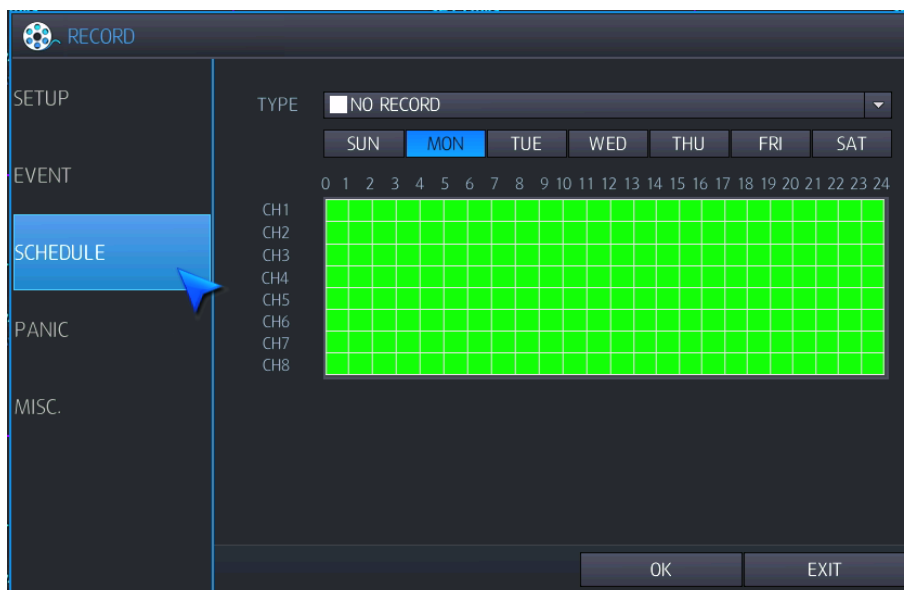 RECORD
SETUP
EVENT
SCHEDULE
PANIC
MISC.
TYPE NO RECORD
SUN MON TUE WED THU FRI SAT
0 1 2 3 4 5 6 7 8 9 10 11 12 13 14 15 16 17 18 19 20 21 22 23 24
CH1
CH2
CH3
CH4
CH5
CH6
CH7
CH8
OK EXIT